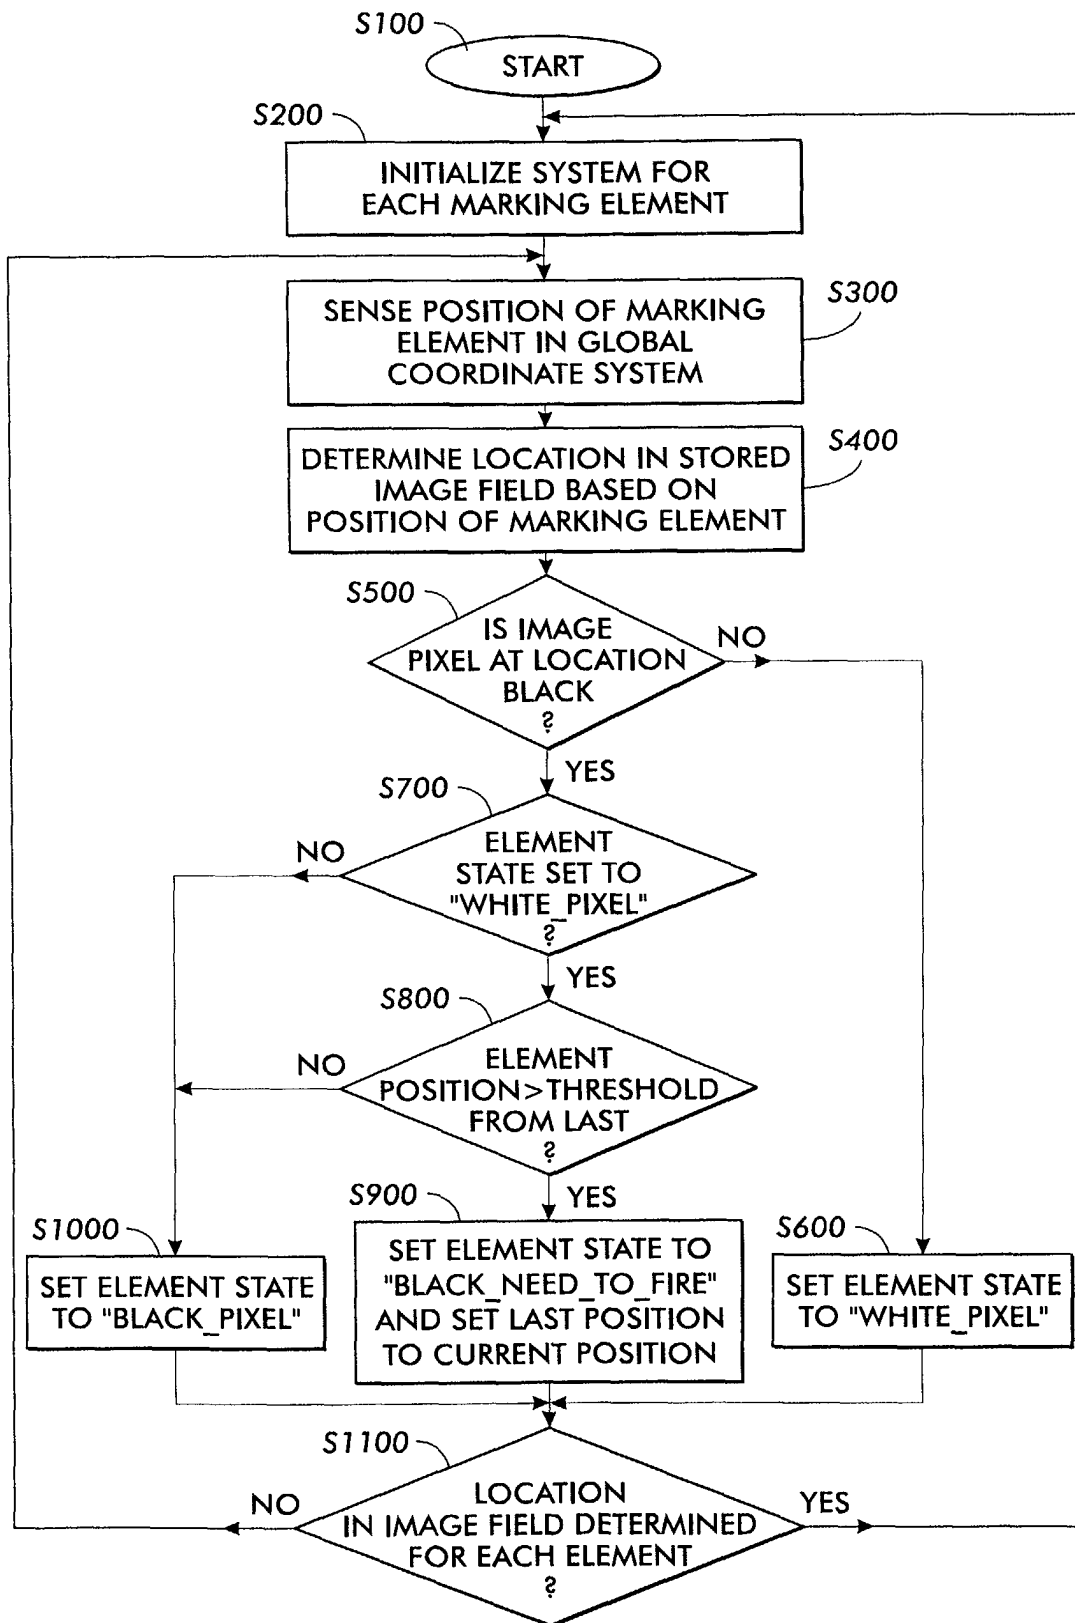 S100
START
S200
INITIALIZE SYSTEM FOR
EACH MARKING ELEMENT
S300
SENSE POSITION OF MARKING
ELEMENT IN GLOBAL
COORDINATE SYSTEM
S400
DETERMINE LOCATION IN STORED
IMAGE FIELD BASED ON
POSITION OF MARKING ELEMENT
S500
IS IMAGE
PIXEL AT LOCATION
BLACK
?
NO
YES
S700
ELEMENT
STATE SET TO
"WHITE_PIXEL"
?
NO
YES
S800
ELEMENT
POSITION>THRESHOLD
FROM LAST
?
NO
YES
S900
SET ELEMENT STATE TO
"BLACK_NEED_TO_FIRE"
AND SET LAST POSITION
TO CURRENT POSITION
S1000
SET ELEMENT STATE
TO "BLACK_PIXEL"
S600
SET ELEMENT STATE
TO "WHITE_PIXEL"
S1100
LOCATION
IN IMAGE FIELD DETERMINED
FOR EACH ELEMENT
?
NO
YES